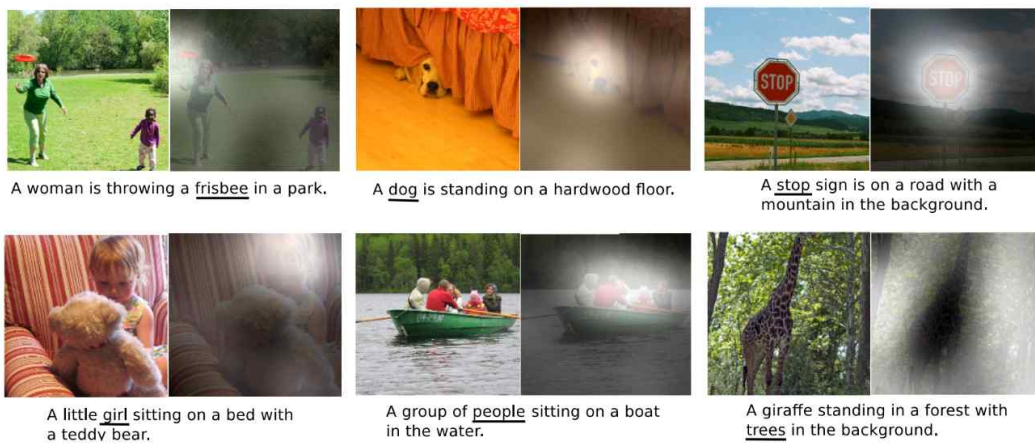 STOP
STOP
A woman is throwing a frisbee in a park.
A dog is standing on a hardwood floor.
A stop sign is on a road with a
mountain in the background.
A little girl sitting on a bed with
a teddy bear.
A group of people sitting on a boat
in the water.
A giraffe standing in a forest with
trees in the background.